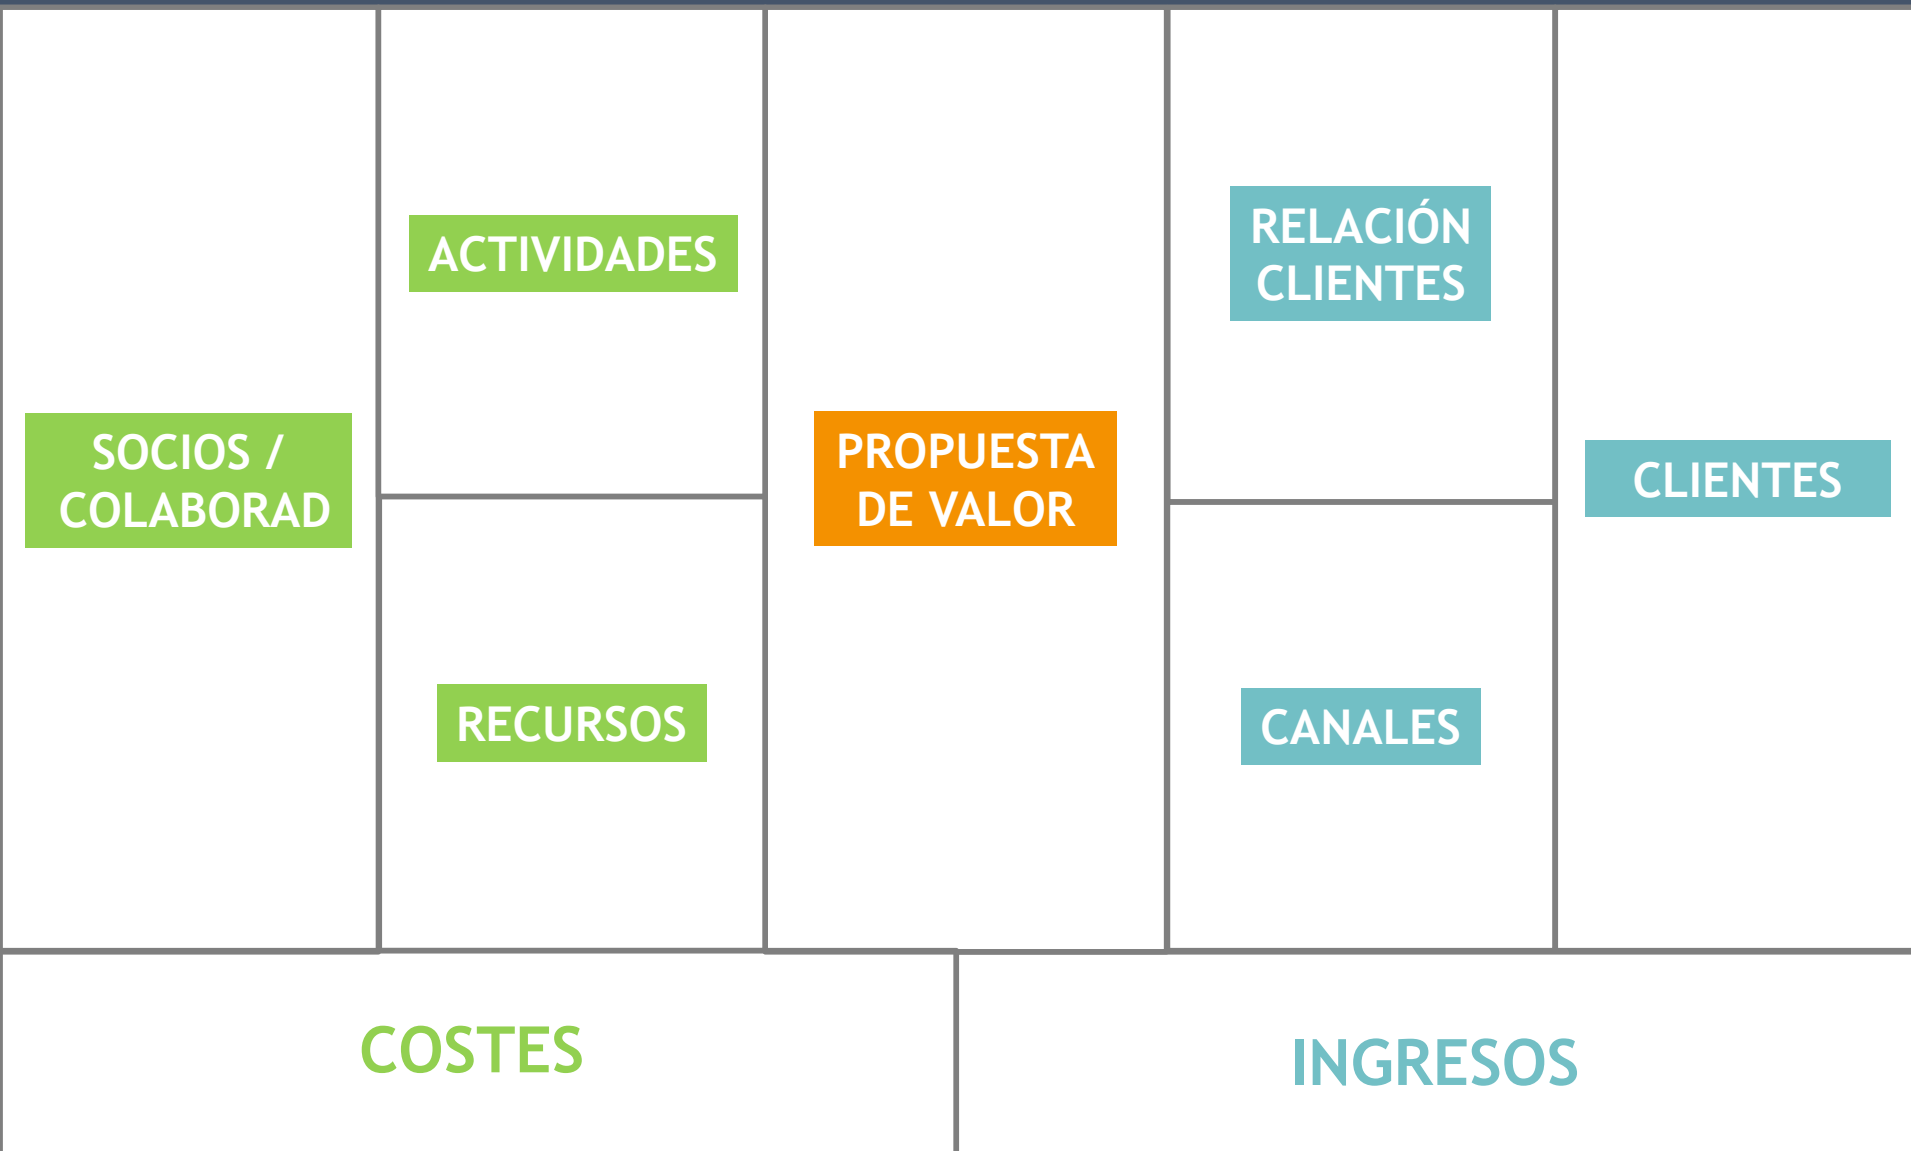 SOCIOS /
COLABORAD
ACTIVIDADES
RECURSOS
PROPUESTA
DE VALOR
RELACIÓN
CLIENTES
CANALES
CLIENTES
COSTES
INGRESOS